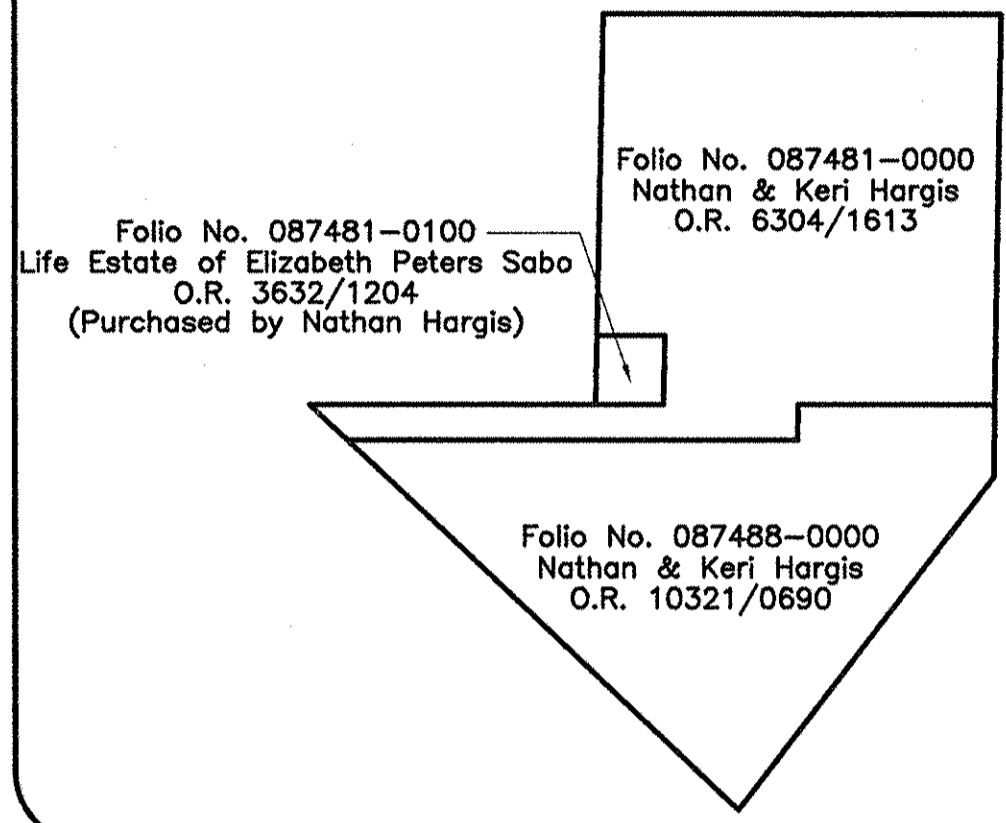 Folio No. 087481-0000
Nathan & Keri Hargis
O.R. 6304/1613
Folio No. 087481-0100
Life Estate of Elizabeth Peters Sabo
O.R. 3632/1204
(Purchased by Nathan Hargis)
Folio No. 087488-0000
Nathan & Keri Hargis
O.R. 10321/0690